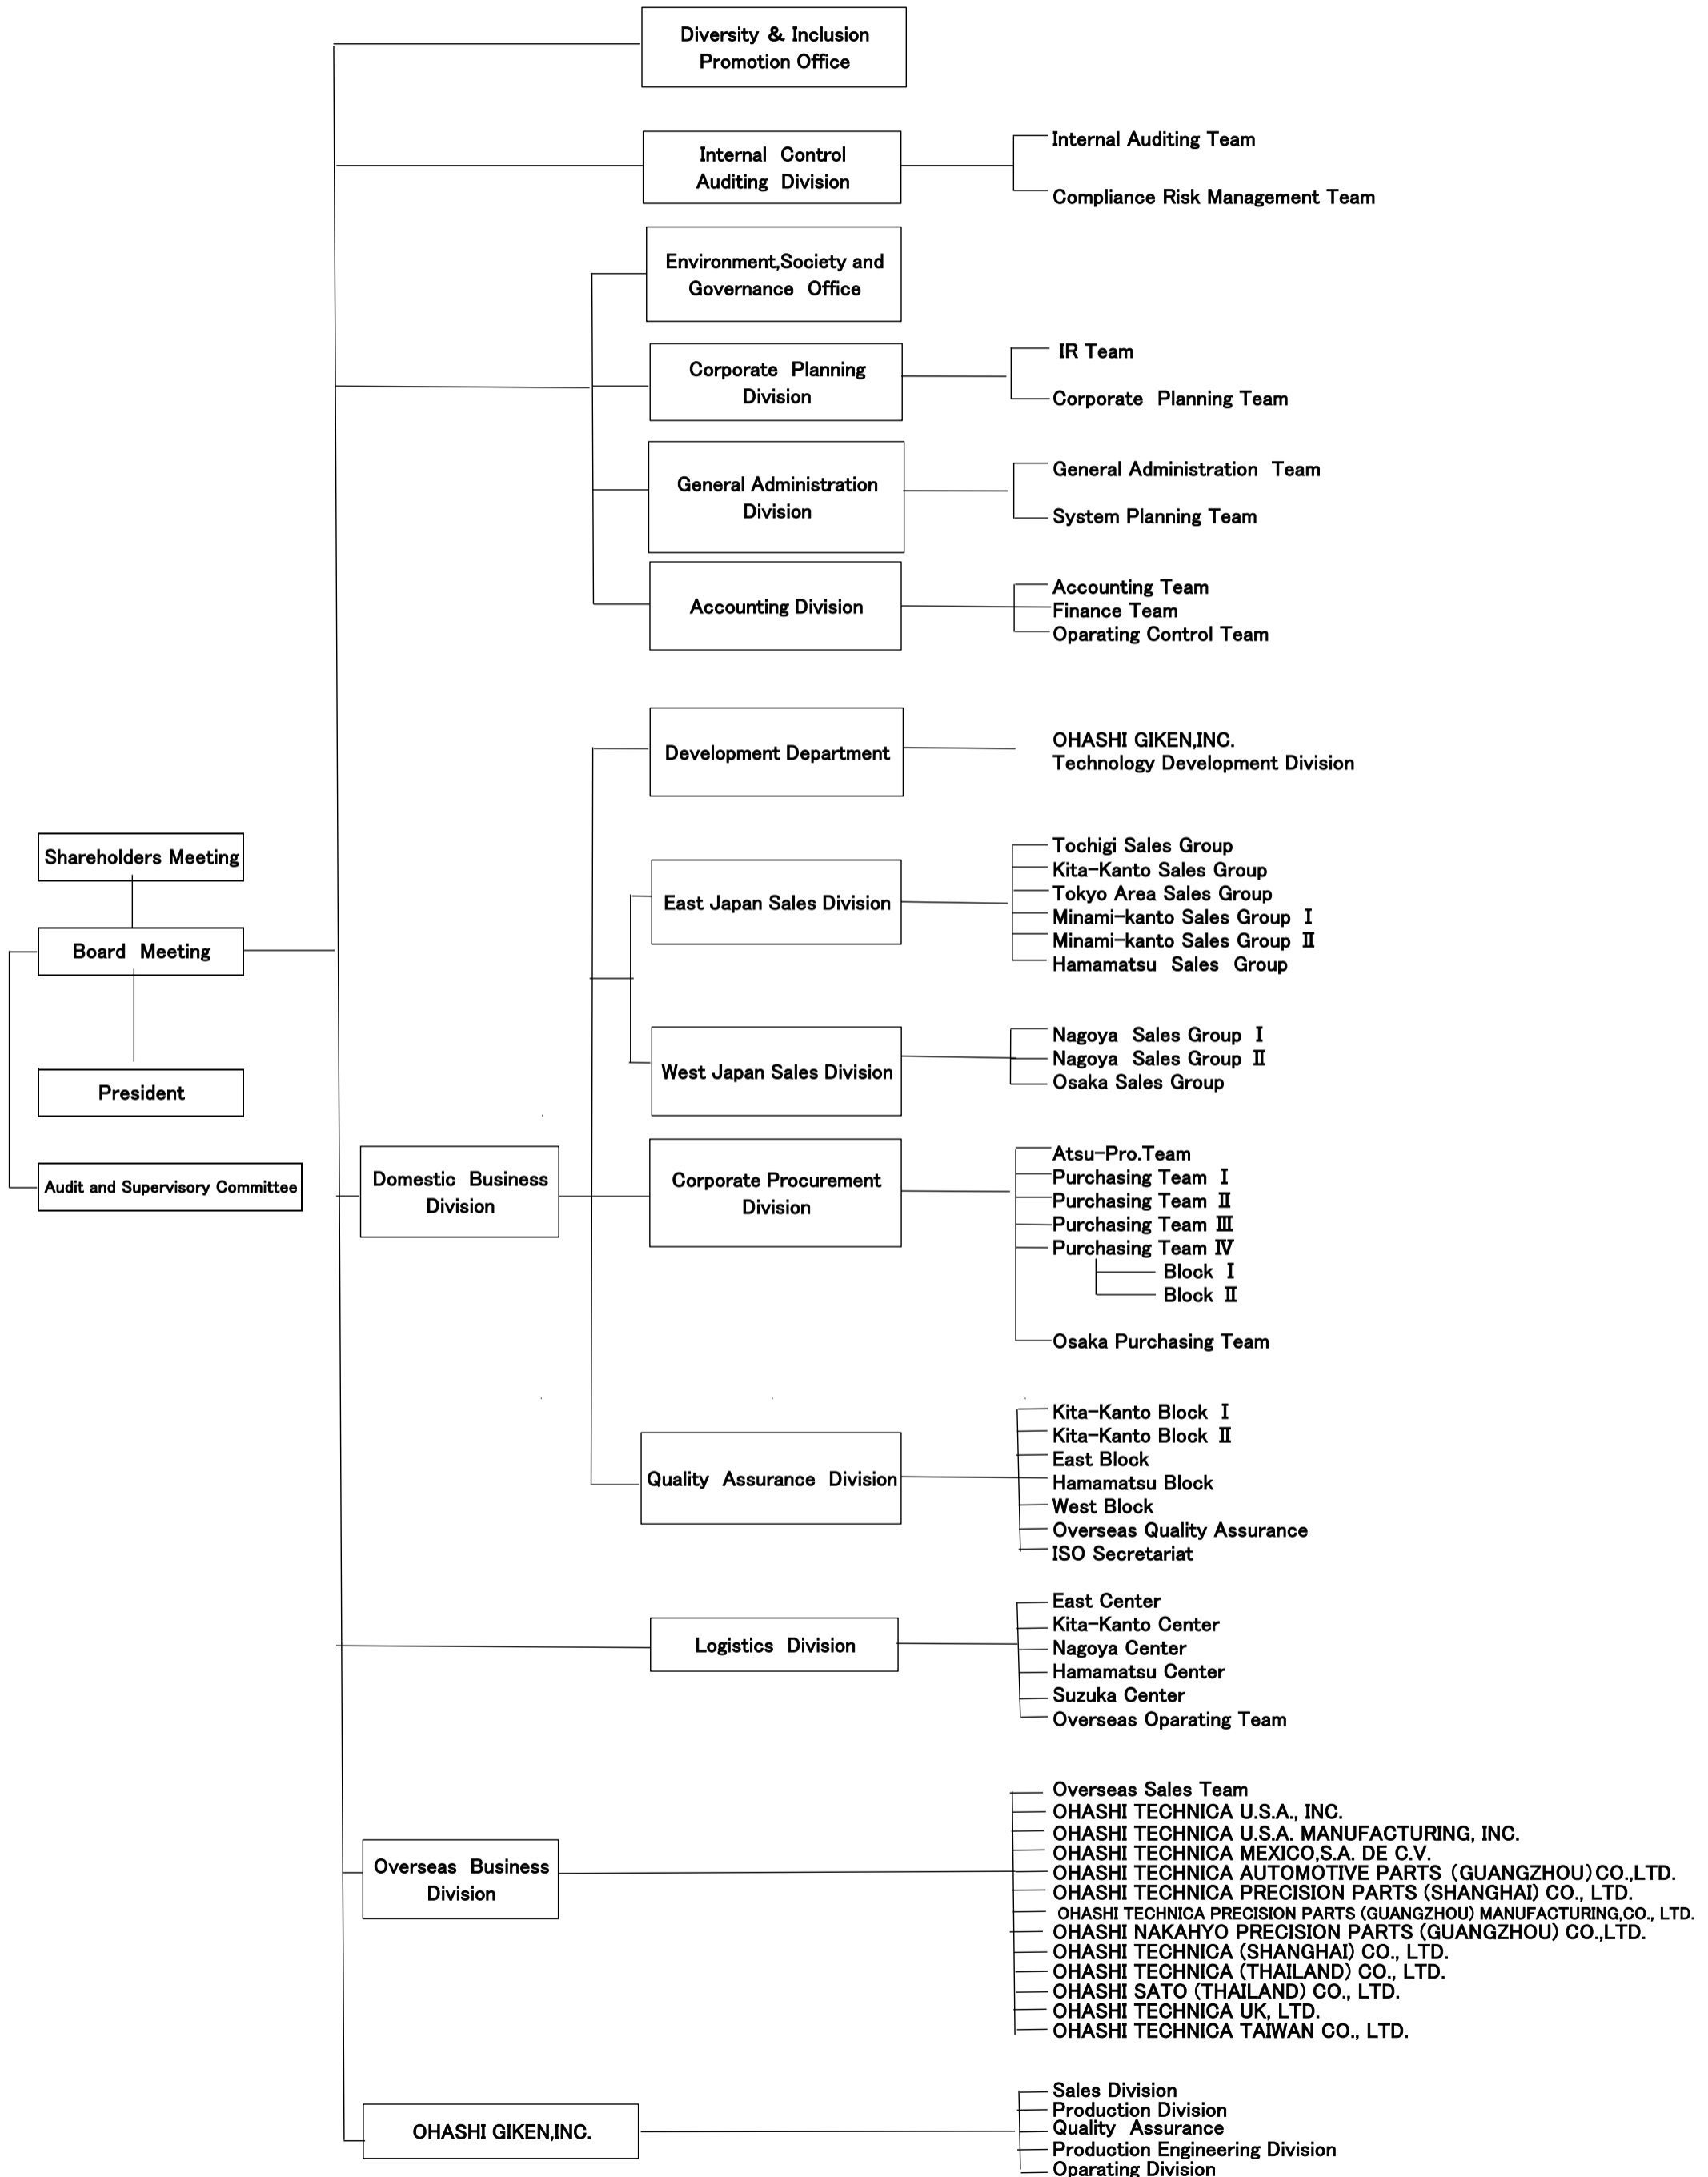 Diversity & Inclusion
Promotion Office
Internal Control
Auditing Division
Internal Auditing Team
Compliance Risk Management Team
Environment,Society and
Governance Office
Corporate Planning
Division
IR Team
Corporate Planning Team
General Administration
Division
General Administration Team
System Planning Team
Accounting Division
Accounting Team
Finance Team
Oparating Control Team
Development Department
OHASHI GIKEN,INC.
Technology Development Division
Shareholders Meeting
Board Meeting
President
Audit and Supervisory Committee
Domestic Business
Division
East Japan Sales Division
Tochigi Sales Group
Kita-Kanto Sales Group
Tokyo Area Sales Group
Minami-kanto Sales Group Ⅰ
Minami-kanto Sales Group Ⅱ
Hamamatsu Sales Group
West Japan Sales Division
Nagoya Sales Group Ⅰ
Nagoya Sales Group Ⅱ
Osaka Sales Group
Corporate Procurement
Division
Atsu-Pro.Team
Purchasing Team Ⅰ
Purchasing Team Ⅱ
Purchasing Team Ⅲ
Purchasing Team Ⅳ
Block Ⅰ
Block Ⅱ
Osaka Purchasing Team
Quality Assurance Division
Kita-Kanto Block Ⅰ
Kita-Kanto Block Ⅱ
East Block
Hamamatsu Block
West Block
Overseas Quality Assurance
ISO Secretariat
Logistics Division
East Center
Kita-Kanto Center
Nagoya Center
Hamamatsu Center
Suzuka Center
Overseas Oparating Team
Overseas Business
Division
Overseas Sales Team
OHASHI TECHNICA U.S.A., INC.
OHASHI TECHNICA U.S.A. MANUFACTURING, INC.
OHASHI TECHNICA MEXICO,S.A. DE C.V.
OHASHI TECHNICA AUTOMOTIVE PARTS (GUANGZHOU)CO.,LTD.
OHASHI TECHNICA PRECISION PARTS (SHANGHAI) CO., LTD.
OHASHI TECHNICA PRECISION PARTS (GUANGZHOU) MANUFACTURING,CO., LTD.
OHASHI NAKAHYO PRECISION PARTS (GUANGZHOU) CO.,LTD.
OHASHI TECHNICA (SHANGHAI) CO., LTD.
OHASHI TECHNICA (THAILAND) CO., LTD.
OHASHI SATO (THAILAND) CO., LTD.
OHASHI TECHNICA UK, LTD.
OHASHI TECHNICA TAIWAN CO., LTD.
OHASHI GIKEN,INC.
Sales Division
Production Division
Quality Assurance
Production Engineering Division
Oparating Division